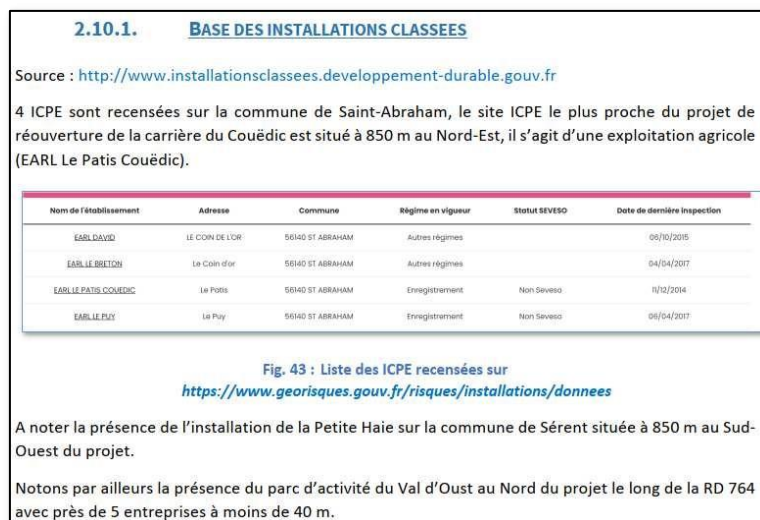 2.10.1. BASE DES INSTALLATIONS CLASSEES
Source : http://www.installationsclassees.developpement-durable.gouv.fr
4 ICPE sont recensées sur la commune de Saint-Abraham, le site ICPE le plus proche du projet de
réouverture de la carrière du Couëdic est situé à 850 m au Nord-Est, il s'agit d'une exploitation agricole
(EARL Le Patis Couëdic).
Nom de l'établissement Adresse Commune Régime en vigueur Statut SEVESO Date de dernière inspection
EARL DAVID LE COIN DE L'OR 56140 ST ABRAHAM Autres régimes 06/10/2015
EARL LE BRETON Le Coin d'or 56140 ST ABRAHAM Autres régimes 04/04/2017
EARL LE PATIS COUEDIC Le Patis 56140 ST ABRAHAM Enregistrement Non Seveso 11/12/2014
EARL LE PUY Le Puy 56140 ST ABRAHAM Enregistrement Non Seveso 06/04/2017
Fig. 43 : Liste des ICPE recensées sur
https://www.georisques.gouv.fr/risques/installations/donnees
A noter la présence de l'installation de la Petite Haie sur la commune de Sérent située à 850 m au Sud-
Ouest du projet.
Notons par ailleurs la présence du parc d'activité du Val d'Oust au Nord du projet le long de la RD 764
avec près de 5 entreprises à moins de 40 m.